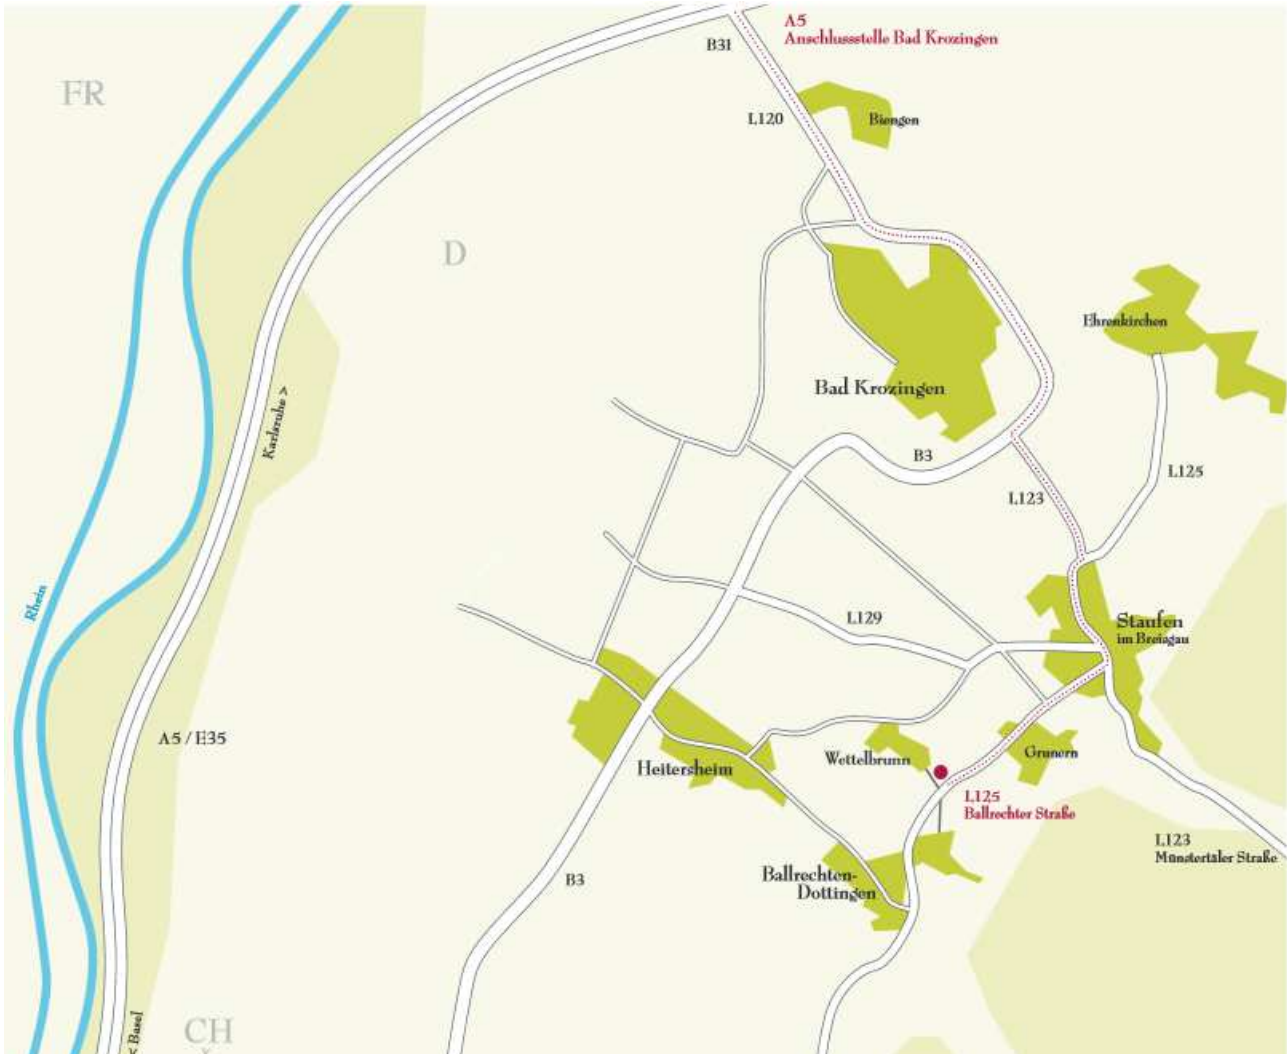 A5
Anschlussstelle Bad Krozingen
B31
FR
L120
Biengen
D
Ehrenkirchen
Karlsruhe >
Bad Krozingen
B3
L125
L123
Rhein
L129
Staufen
im Breisgau
A5 / E35
Wettelbrunn
Grunern
Heitersheim
L125
Ballrechter Straße
L123
Münstertäler Straße
B3
Ballrechten-
Dottingen
< Basel
CH